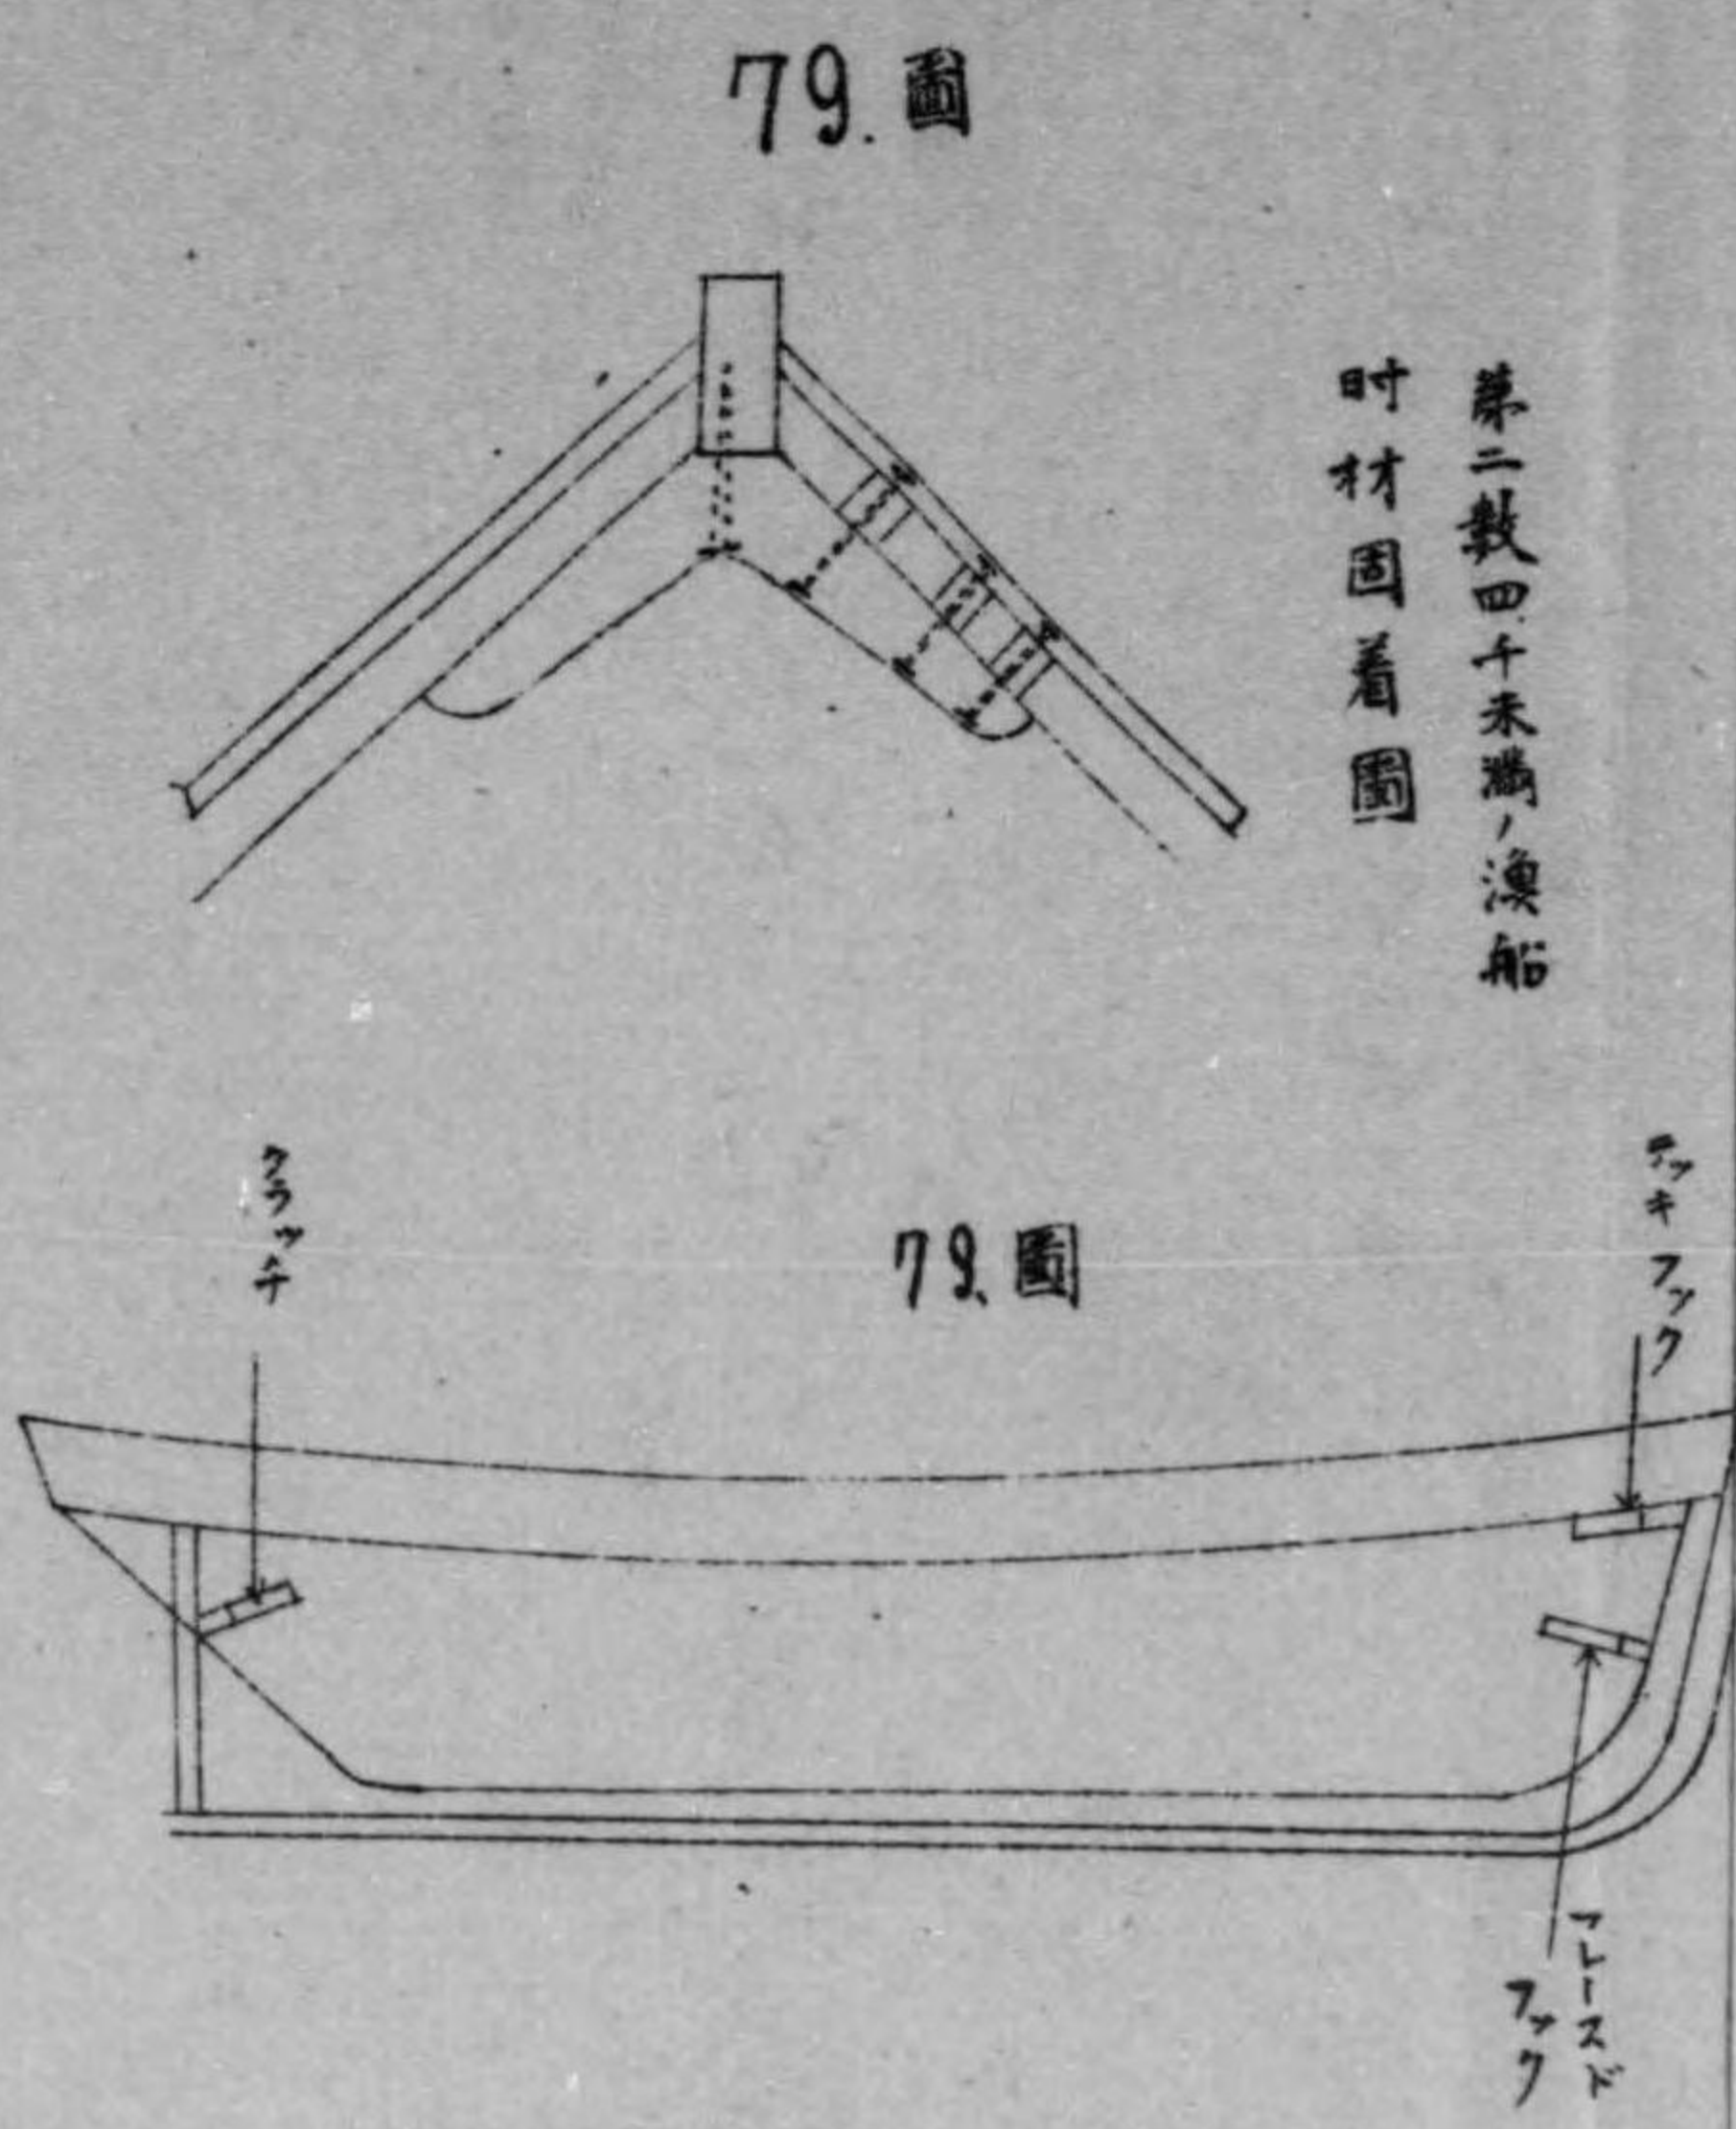 79.圖
第二數四千未滿ノ漁船
肘材固着圖
79.圖
クラッチ
デッキフック
ブレースド
フック